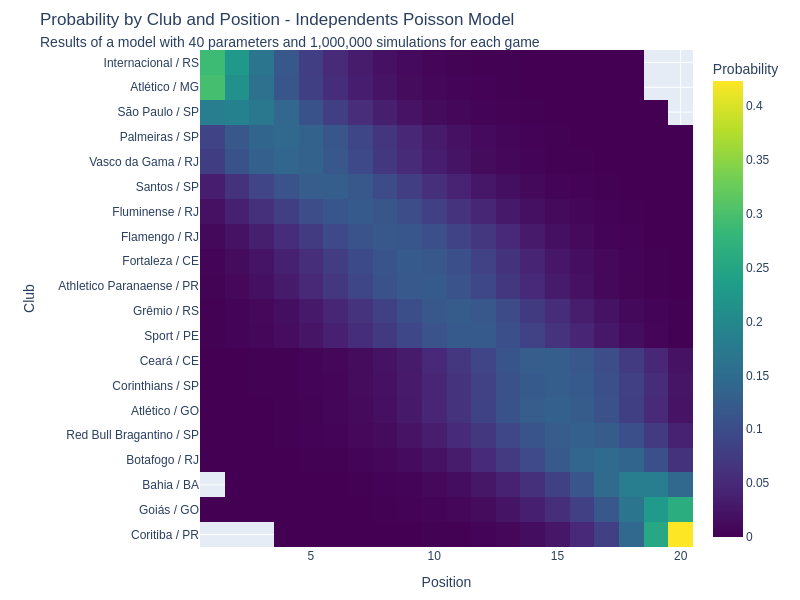 Probability by Club and Position - Independents Poisson Model
Results of a model with 40 parameters and 1,000,000 simulations for each game
Probability
Club
Internacional / RS
Atlético / MG
São Paulo / SP
Palmeiras / SP
Vasco da Gama / RJ
Santos / SP
Fluminense / RJ
Flamengo / RJ
Fortaleza / CE
Athletico Paranaense / PR
Grêmio / RS
Sport / PE
Ceará / CE
Corinthians / SP
Atlético / GO
Red Bull Bragantino / SP
Botafogo / RJ
Bahia / BA
Goiás / GO
Coritiba / PR
5 10 15 20
Position
0.4
0.35
0.3
0.25
0.2
0.15
0.1
0.05
0